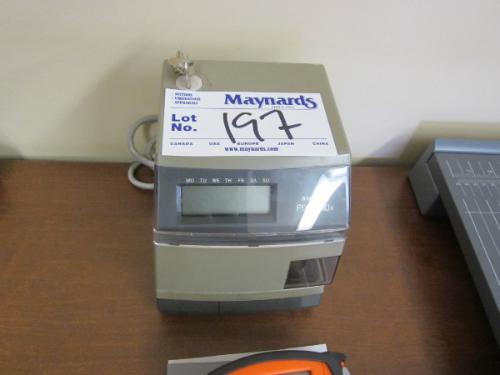 Maynards
Lot
No.
197
CANADA USA EUROPE JAPAN CHINA
www.maynards.com
MO TU WE TH FR SA SU